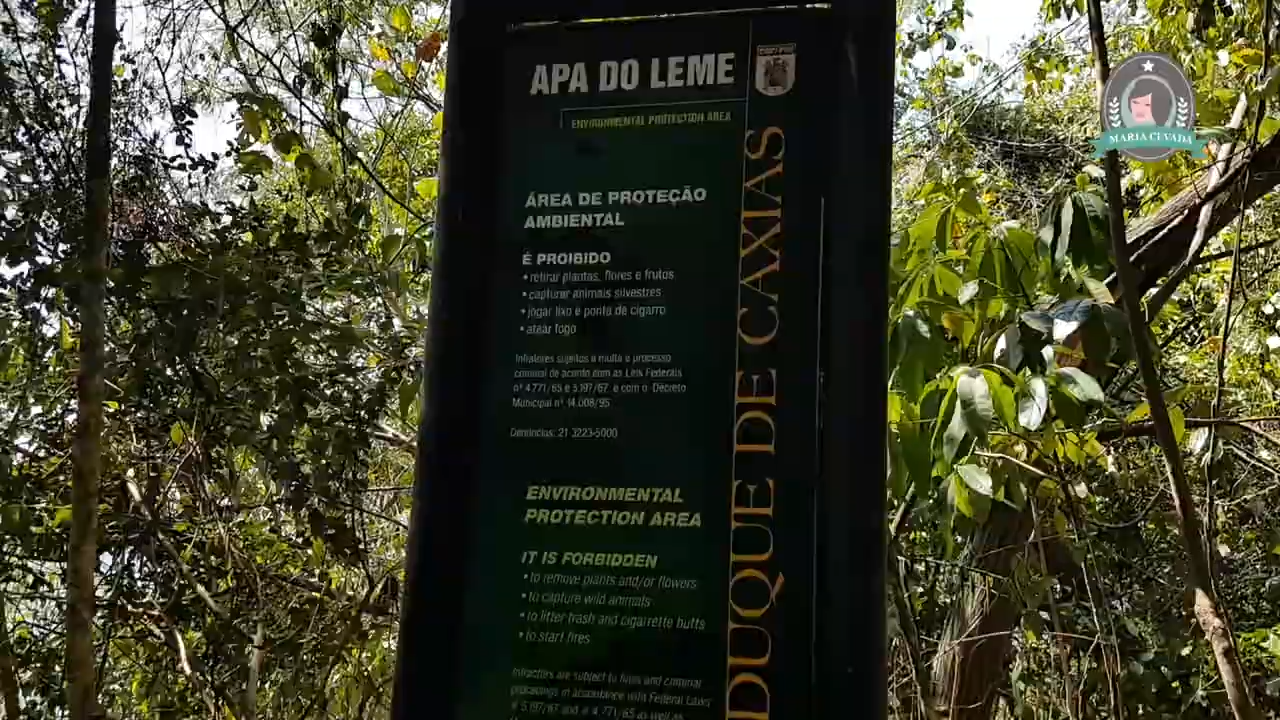 APA DO LEME
ENVIRONMENTAL PROTECTION AREA
ÁREA DE PROTEÇÃO
AMBIENTAL
É PROIBIDO
• retirar plantas, flores e frutos
• capturar animais silvestres
• jogar lixo e ponta de cigarro
• atear fogo
Infratores sujeitos a multa e processo
criminal de acordo com as Leis Federais
nº 4.771/65 e 5.197/67 e com o Decreto
Municipal nº 14.008/95
Denúncias: 21 3223-5000
ENVIRONMENTAL
PROTECTION AREA
IT IS FORBIDDEN
• to remove plants and/or flowers
• to capture wild animals
• to litter trash and cigarrette butts
• to start fires
Infractors are subject to fines and criminal
procedings in accordance with Federal Laws
# 5.197/67 and # 4.771/65 as well as
DUQUE DE CAXIAS
MARIA CEVADA